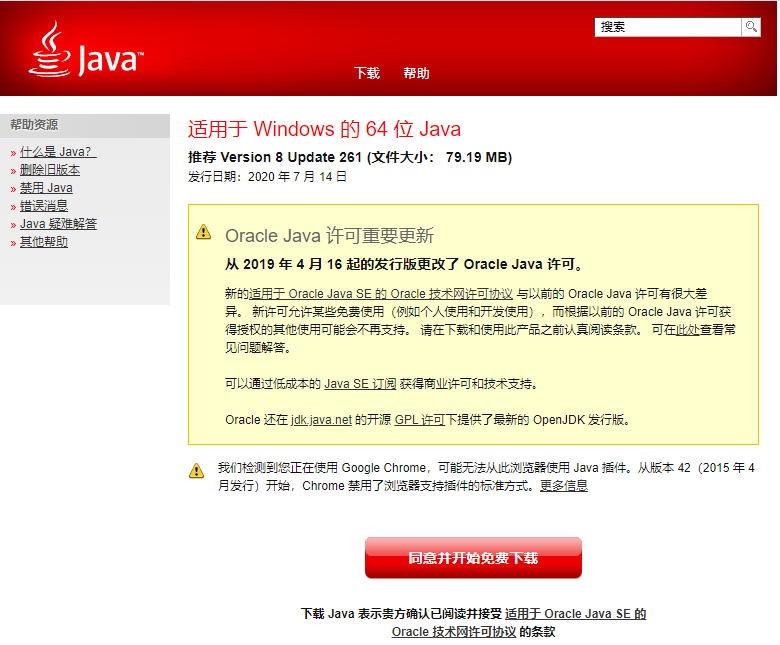 Java™
搜索
下载 帮助
帮助资源
» 什么是 Java?
» 删除旧版本
» 禁用 Java
» 错误消息
» Java 疑难解答
» 其他帮助
适用于 Windows 的 64 位 Java
推荐 Version 8 Update 261 (文件大小： 79.19 MB)
发行日期：2020 年 7 月 14 日
Oracle Java 许可重要更新
从 2019 年 4 月 16 起的发行版更改了 Oracle Java 许可。
新的适用于 Oracle Java SE 的 Oracle 技术网许可协议 与以前的 Oracle Java 许可有很大差
异。 新许可允许某些免费使用（例如个人使用和开发使用），而根据以前的 Oracle Java 许可获
得授权的其他使用可能会不再支持。 请在下载和使用此产品之前认真阅读条款。 可在此处查看常
见问题解答。
可以通过低成本的 Java SE 订阅 获得商业许可和技术支持。
Oracle 还在 jdk.java.net 的开源 GPL 许可下提供了最新的 OpenJDK 发行版。
我们检测到您正在使用 Google Chrome，可能无法从此浏览器使用 Java 插件。从版本 42（2015 年 4
月发行）开始，Chrome 禁用了浏览器支持插件的标准方式。更多信息
同意并开始免费下载
下载 Java 表示贵方确认已阅读并接受 适用于 Oracle Java SE 的
Oracle 技术网许可协议 的条款